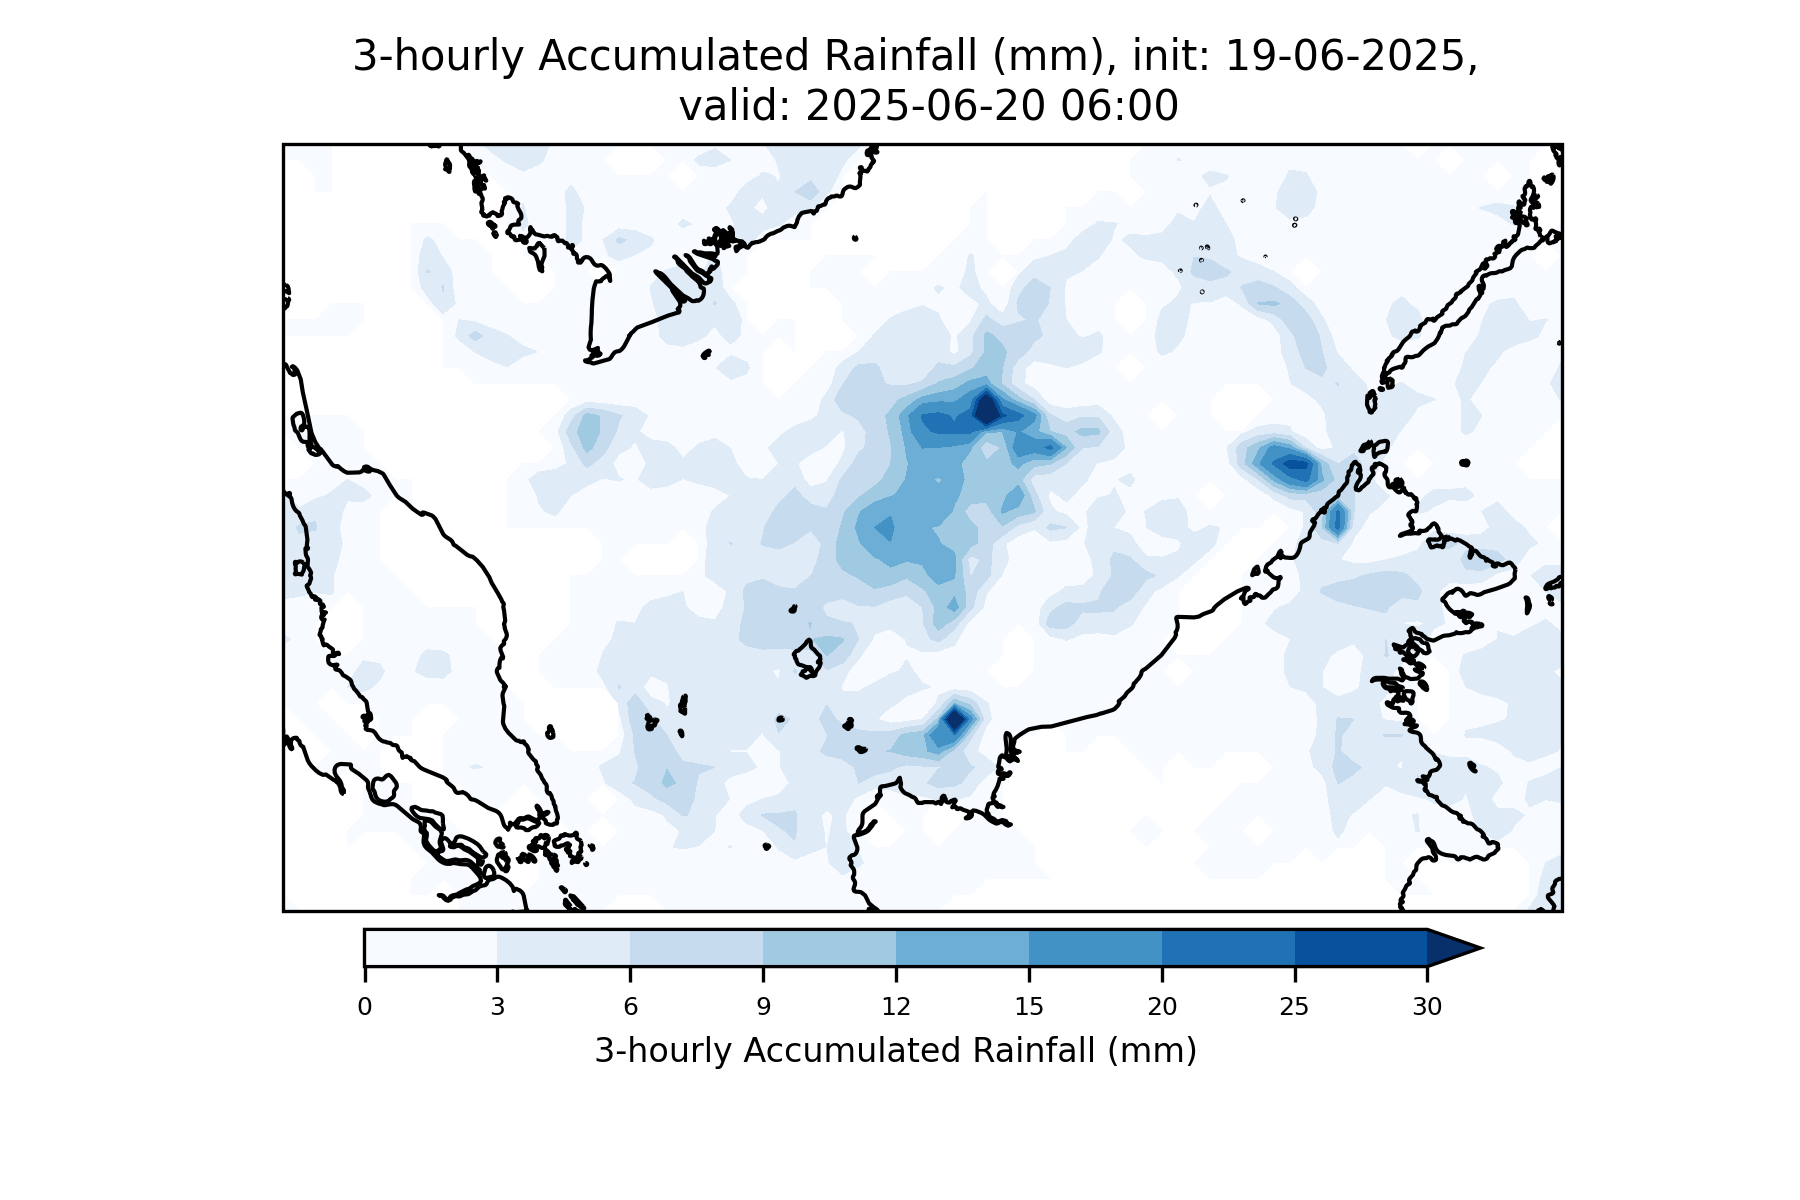 3-hourly Accumulated Rainfall (mm), init: 19-06-2025,
valid: 2025-06-20 06:00
0 3 6 9 12 15 20 25 30
3-hourly Accumulated Rainfall (mm)